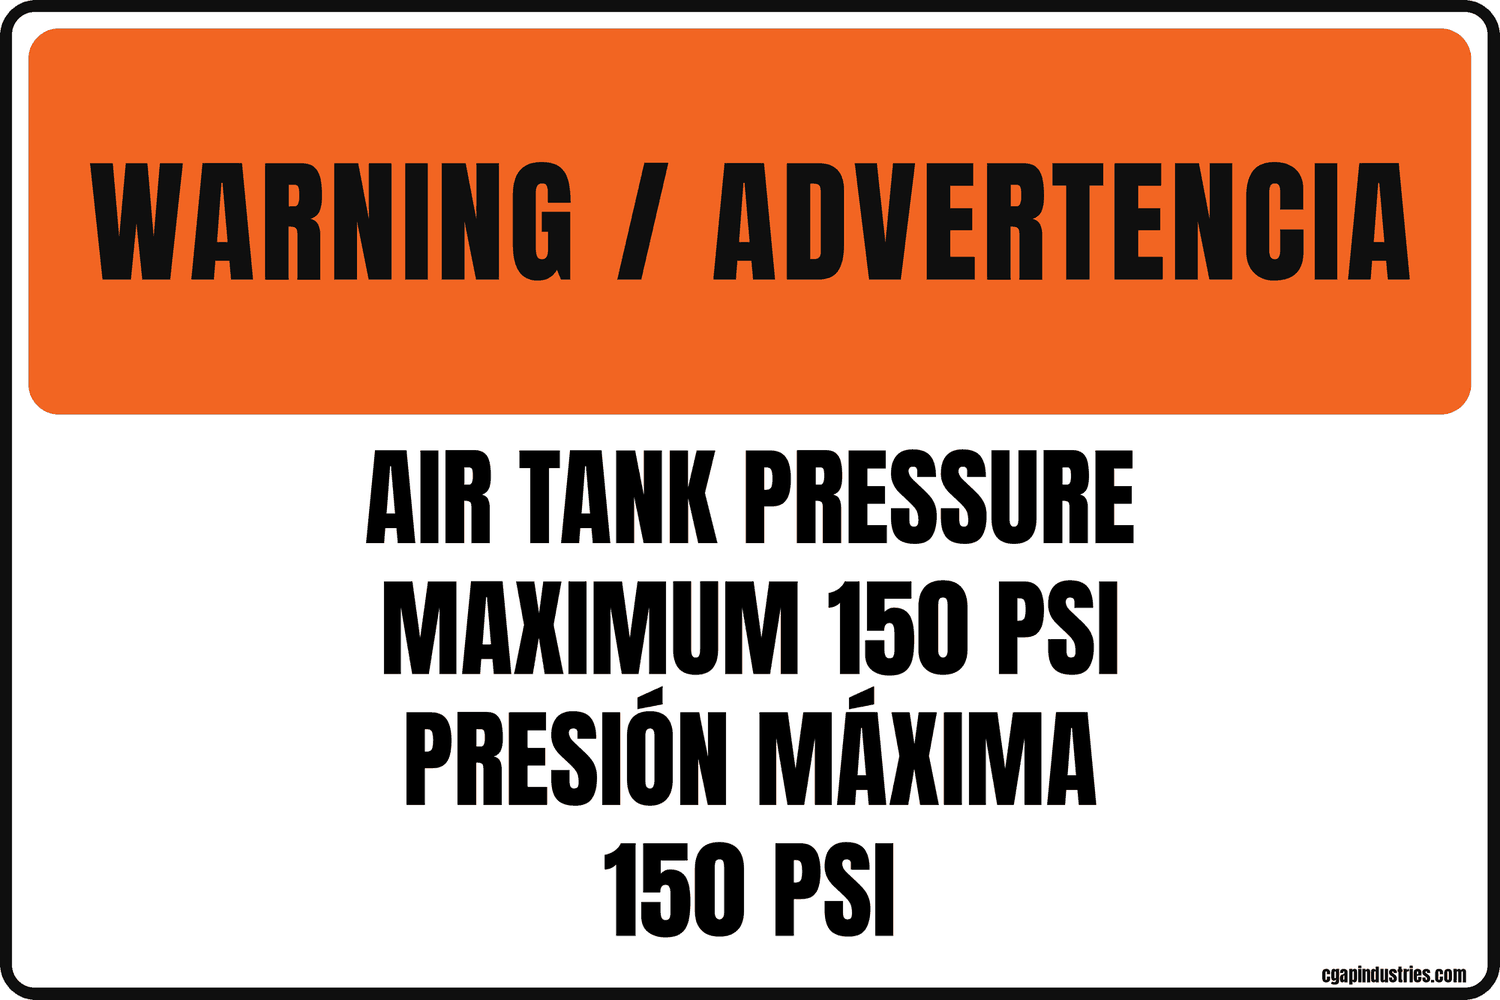 WARNING / ADVERTENCIA
AIR TANK PRESSURE
MAXIMUM 150 PSI
PRESIÓN MÁXIMA
150 PSI
cgapindustries.com